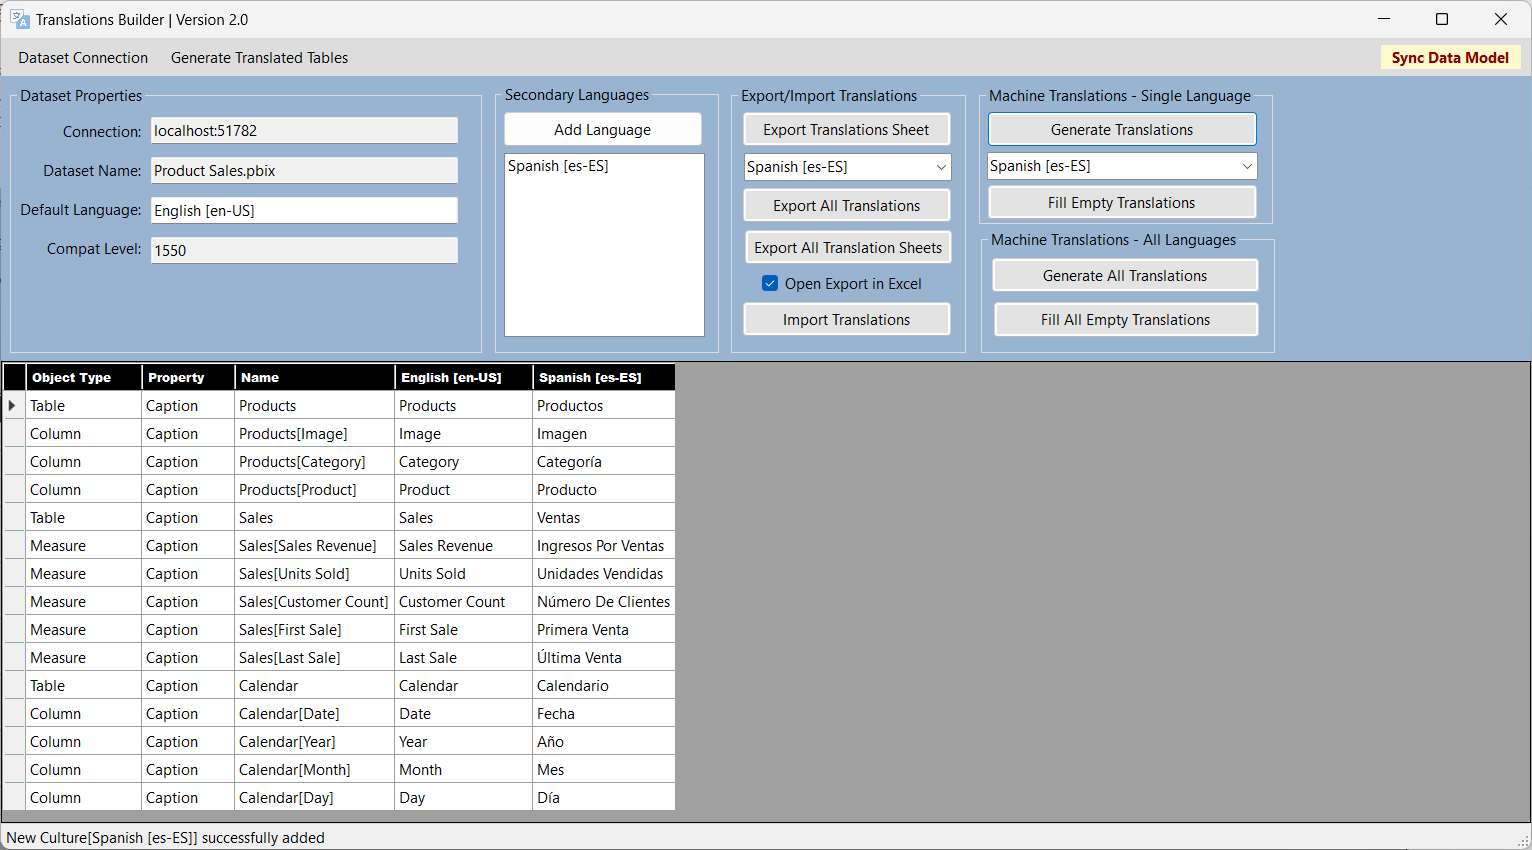 Translations Builder | Version 2.0
Dataset Connection Generate Translated Tables Sync Data Model
Dataset Properties
Connection: localhost:51782
Dataset Name: Product Sales.pbix
Default Language: English [en-US]
Compat Level: 1550
Secondary Languages
Add Language
Spanish [es-ES]
Export/Import Translations
Export Translations Sheet
Spanish [es-ES]
Export All Translations
Export All Translation Sheets
Open Export in Excel
Import Translations
Machine Translations - Single Language
Generate Translations
Spanish [es-ES]
Fill Empty Translations
Machine Translations - All Languages
Generate All Translations
Fill All Empty Translations
Object Type Property Name English [en-US] Spanish [es-ES]
Table Caption Products Products Productos
Column Caption Products[Image] Image Imagen
Column Caption Products[Category] Category Categoría
Column Caption Products[Product] Product Producto
Table Caption Sales Sales Ventas
Measure Caption Sales[Sales Revenue] Sales Revenue Ingresos Por Ventas
Measure Caption Sales[Units Sold] Units Sold Unidades Vendidas
Measure Caption Sales[Customer Count] Customer Count Número De Clientes
Measure Caption Sales[First Sale] First Sale Primera Venta
Measure Caption Sales[Last Sale] Last Sale Última Venta
Table Caption Calendar Calendar Calendario
Column Caption Calendar[Date] Date Fecha
Column Caption Calendar[Year] Year Año
Column Caption Calendar[Month] Month Mes
Column Caption Calendar[Day] Day Día
New Culture[Spanish [es-ES]] successfully added